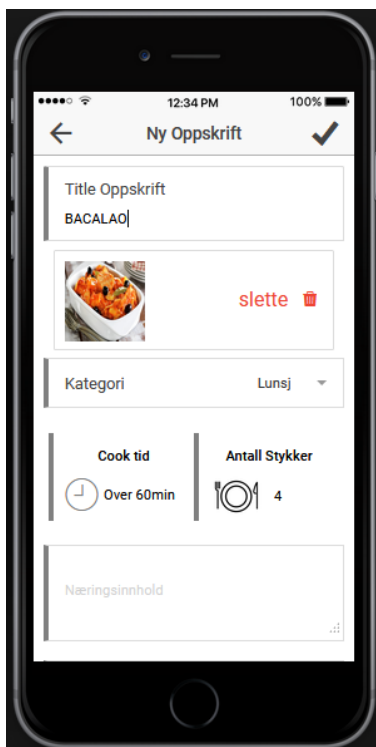 12:34 PM
100%
Ny Oppskrift
Title Oppskrift
BACALAO
slette
Kategori
Lunsj
Cook tid
Antall Stykker
Over 60min
4
Næringsinnhold